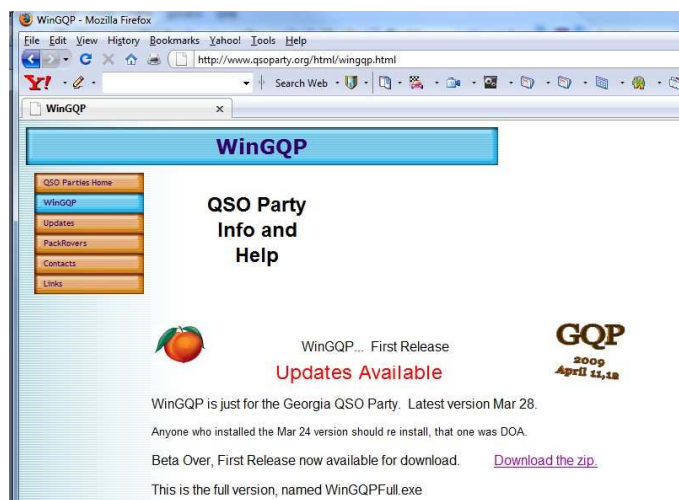 WinGQP - Mozilla Firefox
File Edit View History Bookmarks Yahoo! Tools Help
http://www.qsoparty.org/html/wingqp.html
Y! Search Web
WinGQP x
WinGQP
QSO Parties Home
WinGQP
Updates
PackRovers
Contacts
Links
QSO Party
Info and
Help
WinGQP... First Release
Updates Available
GQP
2009
April 11,12
WinGQP is just for the Georgia QSO Party. Latest version Mar 28.
Anyone who installed the Mar 24 version should re install, that one was DOA.
Beta Over, First Release now available for download. Download the zip.
This is the full version, named WinGQPFull.exe